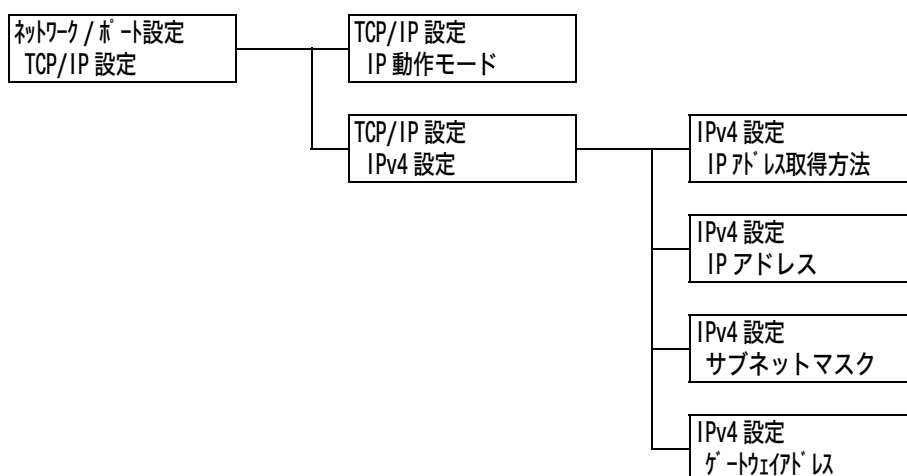 ﾈｯﾄﾜｰｸ / ﾎﾟｰﾄ設定
TCP/IP 設定
TCP/IP 設定
IP 動作モード
TCP/IP 設定
IPv4 設定
IPv4 設定
IP ｱﾄﾞﾚｽ取得方法
IPv4 設定
IP アドレス
IPv4 設定
サブネットマスク
IPv4 設定
ｹﾞｰﾄｳｪｲｱﾄﾞﾚｽ